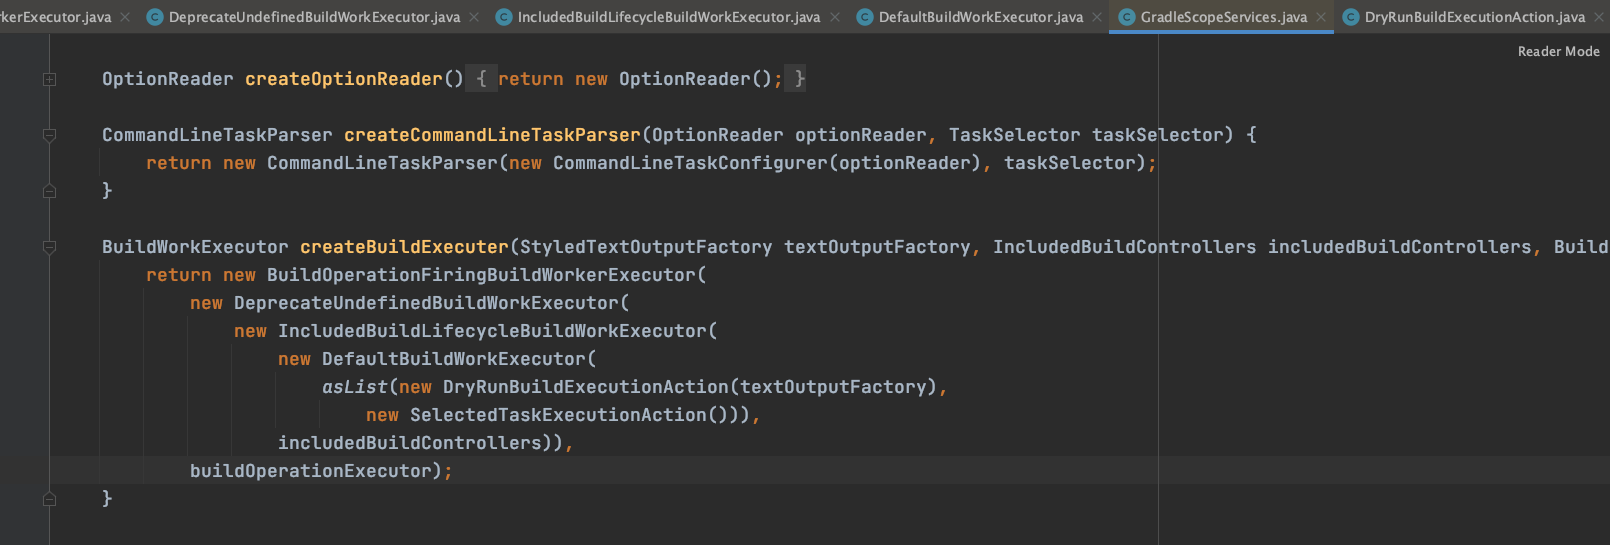 kerExecutor.java DeprecateUndefinedBuildWorkExecutor.java IncludedBuildLifecycleBuildWorkExecutor.java DefaultBuildWorkExecutor.java GradleScopeServices.java DryRunBuildExecutionAction.java
Reader Mode
OptionReader createOptionReader() { return new OptionReader(); }
CommandLineTaskParser createCommandLineTaskParser(OptionReader optionReader, TaskSelector taskSelector) {
return new CommandLineTaskParser(new CommandLineTaskConfigurer(optionReader), taskSelector);
}
BuildWorkExecutor createBuildExecuter(StyledTextOutputFactory textOutputFactory, IncludedBuildControllers includedBuildControllers, Build
return new BuildOperationFiringBuildWorkerExecutor(
new DeprecateUndefinedBuildWorkExecutor(
new IncludedBuildLifecycleBuildWorkExecutor(
new DefaultBuildWorkExecutor(
asList(new DryRunBuildExecutionAction(textOutputFactory),
new SelectedTaskExecutionAction())),
includedBuildControllers)),
buildOperationExecutor);
}